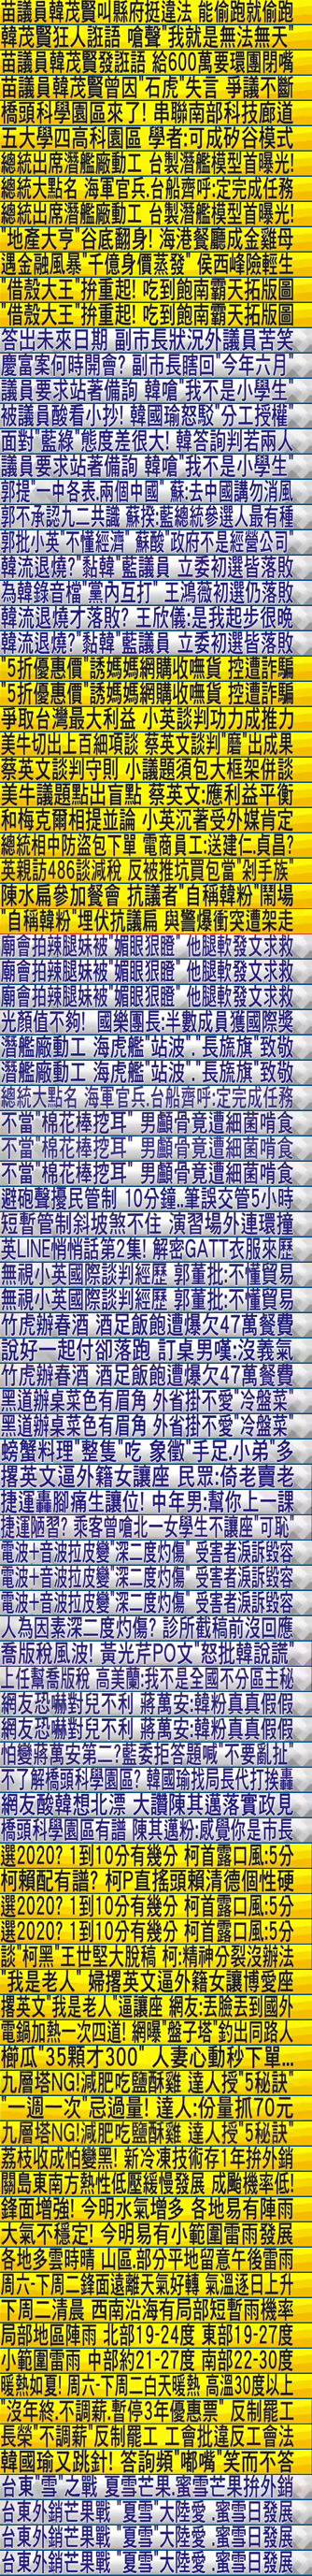 苗議員韓茂賢叫縣府挺違法 能偷跑就偷跑
韓茂賢狂人誑語 嗆聲"我就是無法無天"
苗議員韓茂賢發誑語 給600萬要環團閉嘴
苗議員韓茂賢曾因"石虎"失言 爭議不斷
橋頭科學園區來了! 串聯南部科技廊道
五大學四高科園區 學者:可成矽谷模式
總統出席潛艦廠動工 台製潛艦模型首曝光!
總統大點名 海軍官兵.台船齊呼:定完成任務
總統出席潛艦廠動工 台製潛艦模型首曝光!
"地產大亨"谷底翻身! 海港餐廳成金雞母
遇金融風暴"千億身價蒸發" 侯西峰險輕生
"借殼大王"拚重起! 吃到飽南霸天拓版圖
"借殼大王"拚重起! 吃到飽南霸天拓版圖
答出未來日期 副市長狀況外議員苦笑
慶富案何時開會? 副市長瞎回"今年六月"
議員要求站著備詢 韓嗆"我不是小學生"
被議員酸看小抄! 韓國瑜怒駁"分工授權"
面對"藍綠"態度差很大! 韓答詢判若兩人
議員要求站著備詢 韓嗆"我不是小學生"
郭提"一中各表.兩個中國" 蘇:去中國講勿消風
郭不承認九二共識 蘇揆:藍總統參選人最有種
郭批小英"不懂經濟" 蘇酸"政府不是經營公司"
韓流退燒?"黏韓"藍議員 立委初選皆落敗
為韓錄音檔"黨內互打" 王鴻薇初選仍落敗
韓流退燒才落敗? 王欣儀:是我起步很晚
韓流退燒?"黏韓"藍議員 立委初選皆落敗
"5折優惠價"誘媽媽網購收嘸貨 控遭詐騙
"5折優惠價"誘媽媽網購收嘸貨 控遭詐騙
爭取台灣最大利益 小英談判功力成推力
美牛切出上百細項談 蔡英文談判"磨"出成果
蔡英文談判守則 小議題須包大框架併談
美牛議題點出盲點 蔡英文:應利益平衡
和梅克爾相提並論 小英沉著受外媒肯定
總統相中防盜包下單 電商員工:送建仁.貞昌?
英親訪486談減稅 反被推坑買包當"剁手族"
陳水扁參加餐會 抗議者"自稱韓粉"鬧場
"自稱韓粉"埋伏抗議扁 與警爆衝突遭架走
廟會拍辣腿妹被"媚眼狠瞪" 他腿軟發文求救
廟會拍辣腿妹被"媚眼狠瞪" 他腿軟發文求救
廟會拍辣腿妹被"媚眼狠瞪" 他腿軟發文求救
光顏值不夠! 國樂團長:半數成員獲國際獎
潛艦廠動工 海虎艦"站波"."長旒旗"致敬
潛艦廠動工 海虎艦"站波"."長旒旗"致敬
總統大點名 海軍官兵.台船齊呼:定完成任務
不當"棉花棒挖耳" 男顱骨竟遭細菌啃食
不當"棉花棒挖耳" 男顱骨竟遭細菌啃食
不當"棉花棒挖耳" 男顱骨竟遭細菌啃食
避砲聲擾民管制 10分鐘..筆誤交管5小時
短暫管制斜坡煞不住 演習場外連環撞
英LINE悄悄話第2集! 解密GATT衣服來歷
無視小英國際談判經歷 郭董批:不懂貿易
無視小英國際談判經歷 郭董批:不懂貿易
竹虎辦春酒 酒足飯飽遭爆欠47萬餐費
說好一起付卻落跑 訂桌男嘆:沒義氣
竹虎辦春酒 酒足飯飽遭爆欠47萬餐費
黑道辦桌菜色有眉角 外省掛不愛"冷盤菜"
黑道辦桌菜色有眉角 外省掛不愛"冷盤菜"
螃蟹料理"整隻"吃 象徵"手足.小弟"多
撂英文逼外籍女讓座 民眾:倚老賣老
捷運轟腳痛生讓位! 中年男:幫你上一課
捷運陋習? 乘客曾嗆北一女學生不讓座"可恥"
電波+音波拉皮變"深二度灼傷" 受害者淚訴毀容
電波+音波拉皮變"深二度灼傷" 受害者淚訴毀容
電波+音波拉皮變"深二度灼傷" 受害者淚訴毀容
人為因素深二度灼傷? 診所截稿前沒回應
喬版稅風波! 黃光芹PO文"怒批韓說謊"
上任幫喬版稅 高美蘭:我不是全國不分區主秘
網友恐嚇對兒不利 蔣萬安:韓粉真真假假
網友恐嚇對兒不利 蔣萬安:韓粉真真假假
怕變蔣萬安第二?藍委拒答題喊"不要亂扯"
不了解橋頭科學園區? 韓國瑜找局長代打挨轟
網友酸韓想北漂 大讚陳其邁落實政見
橋頭科學園區有譜 陳其邁粉:感覺你是市長
選2020? 1到10分有幾分 柯首露口風:5分
柯賴配有譜? 柯P直搖頭賴清德個性硬
選2020? 1到10分有幾分 柯首露口風:5分
選2020? 1到10分有幾分 柯首露口風:5分
談"柯黑"王世堅大脫稿 柯:精神分裂沒辦法
"我是老人" 婦撂英文逼外籍女讓博愛座
撂英文"我是老人"逼讓座 網友:丟臉丟到國外
電鍋加熱一次四道! 網曝"盤子塔"釣出同路人
櫛瓜"35顆才300" 人妻心動秒下單...
九層塔NG!減肥吃鹽酥雞 達人授"5秘訣"
"一週一次"忌過量! 達人:份量抓70元
九層塔NG!減肥吃鹽酥雞 達人授"5秘訣"
荔枝收成怕變黑! 新冷凍技術存1年拚外銷
關島東南方熱性低壓緩慢發展 成颱機率低!
鋒面增強! 今明水氣增多 各地易有陣雨
大氣不穩定! 今明易有小範圍雷雨發展
各地多雲時晴 山區.部分平地留意午後雷雨
周六-下周二鋒面遠離天氣好轉 氣溫逐日上升
下周二清晨 西南沿海有局部短暫雨機率
局部地區陣雨 北部19-24度 東部19-27度
小範圍雷雨 中部約21-27度 南部22-30度
暖熱如夏! 周六-下周二白天暖熱 高溫30度以上
"沒年終.不調薪.暫停3年優惠票" 反制罷工
長榮"不調薪"反制罷工 工會批違反工會法
韓國瑜又跳針! 答詢頻"嘟嘴"笑而不答
台東"雪"之戰 夏雪芒果.蜜雪芒果拚外銷
台東外銷芒果戰 "夏雪"大陸愛.蜜雪日發展
台東外銷芒果戰 "夏雪"大陸愛.蜜雪日發展
台東外銷芒果戰 "夏雪"大陸愛.蜜雪日發展